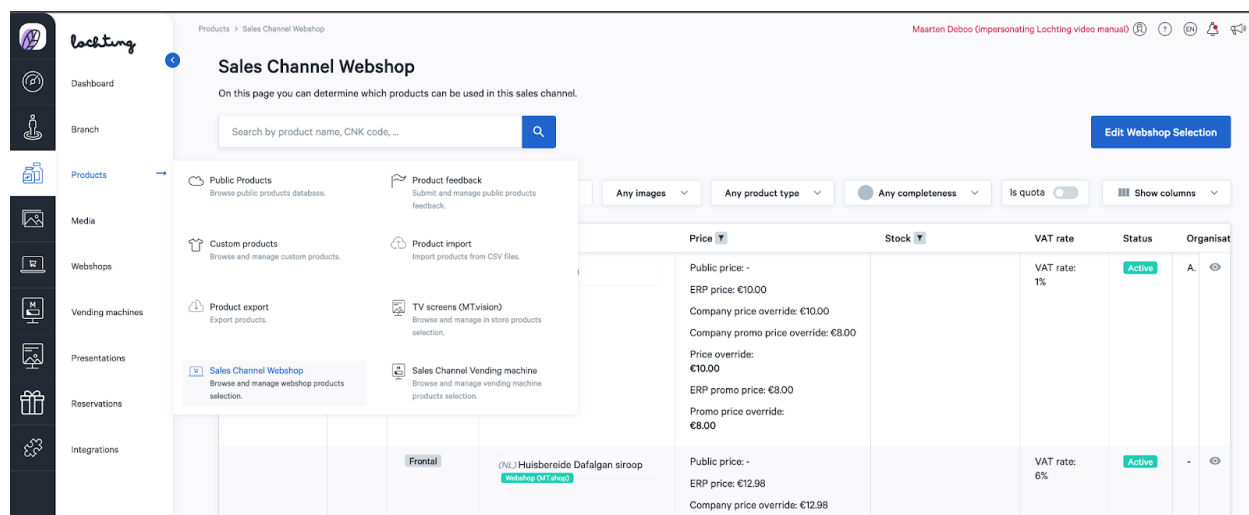 lochting
Products > Sales Channel Webshop
Maarten Deboo (impersonating Lochting video manual)
EN
Sales Channel Webshop
On this page you can determine which products can be used in this sales channel.
Search by product name, CNK code, ...
Edit Webshop Selection
Dashboard
Branch
Products
Media
Webshops
Vending machines
Presentations
Reservations
Integrations
Public Products
Browse public products database.
Product feedback
Submit and manage public products
feedback.
Custom products
Browse and manage custom products.
Product import
Import products from CSV files.
Product export
Export products.
TV screens (MT.vision)
Browse and manage in store products
selection.
Sales Channel Webshop
Browse and manage webshop products
selection.
Sales Channel Vending machine
Browse and manage vending machine
products selection.
Any images
Any product type
Any completeness
Is quota
Show columns
Price
Stock
VAT rate
Status
Organisat
Public price: -
ERP price: €10.00
Company price override: €10.00
Company promo price override: €8.00
Price override:
€10.00
ERP promo price: €8.00
Promo price override:
€8.00
VAT rate:
1%
Active
A.
Frontal
(NL) Huisbereide Dafalgan siroop
Webshop (MT.shop)
Public price: -
ERP price: €12.98
Company price override: €12.98
VAT rate:
6%
Active
-